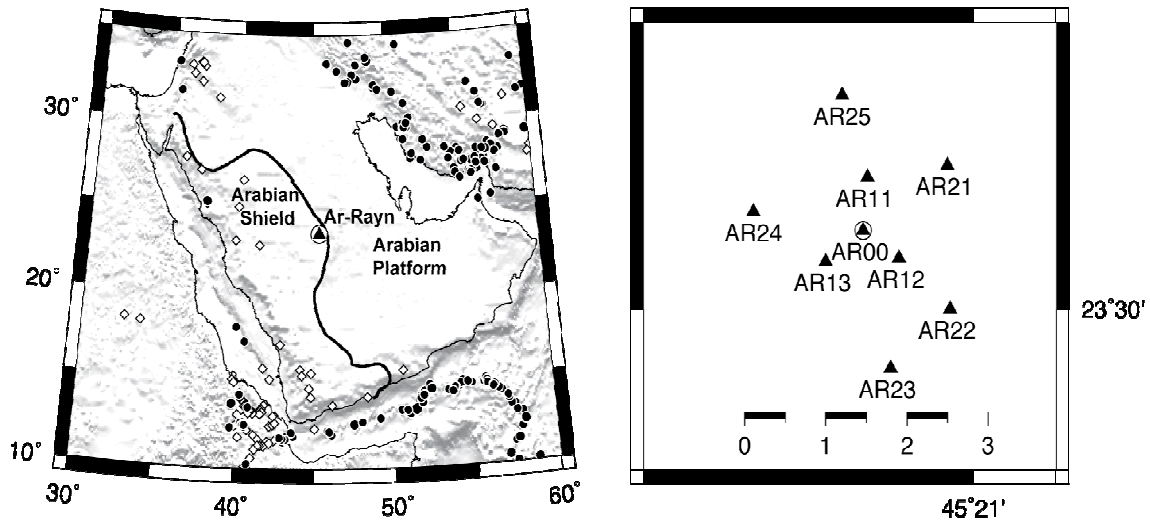 30°
20°
10°
30°
40°
50°
60°
Arabian
Shield
Ar-Rayn
Arabian
Platform
AR25
AR21
AR11
AR24
AR00
AR13
AR12
AR22
AR23
0 1 2 3
23°30'
45°21'